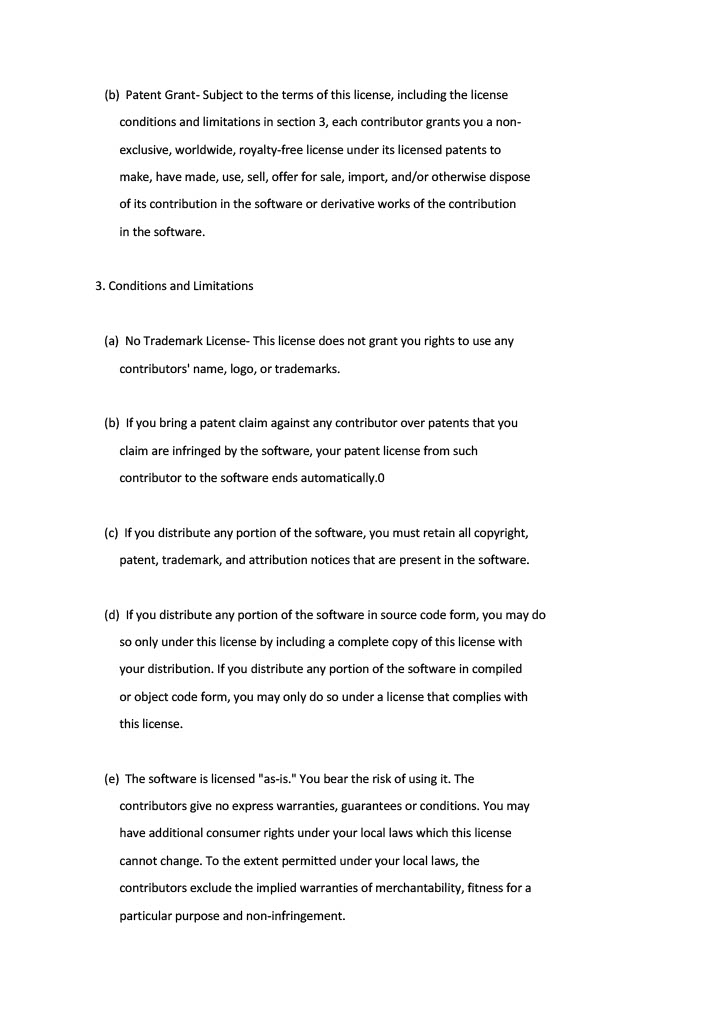 (b) Patent Grant- Subject to the terms of this license, including the license
conditions and limitations in section 3, each contributor grants you a non-
exclusive, worldwide, royalty-free license under its licensed patents to
make, have made, use, sell, offer for sale, import, and/or otherwise dispose
of its contribution in the software or derivative works of the contribution
in the software.
3. Conditions and Limitations
(a) No Trademark License- This license does not grant you rights to use any
contributors' name, logo, or trademarks.
(b) If you bring a patent claim against any contributor over patents that you
claim are infringed by the software, your patent license from such
contributor to the software ends automatically.0
(c) If you distribute any portion of the software, you must retain all copyright,
patent, trademark, and attribution notices that are present in the software.
(d) If you distribute any portion of the software in source code form, you may do
so only under this license by including a complete copy of this license with
your distribution. If you distribute any portion of the software in compiled
or object code form, you may only do so under a license that complies with
this license.
(e) The software is licensed "as-is." You bear the risk of using it. The
contributors give no express warranties, guarantees or conditions. You may
have additional consumer rights under your local laws which this license
cannot change. To the extent permitted under your local laws, the
contributors exclude the implied warranties of merchantability, fitness for a
particular purpose and non-infringement.